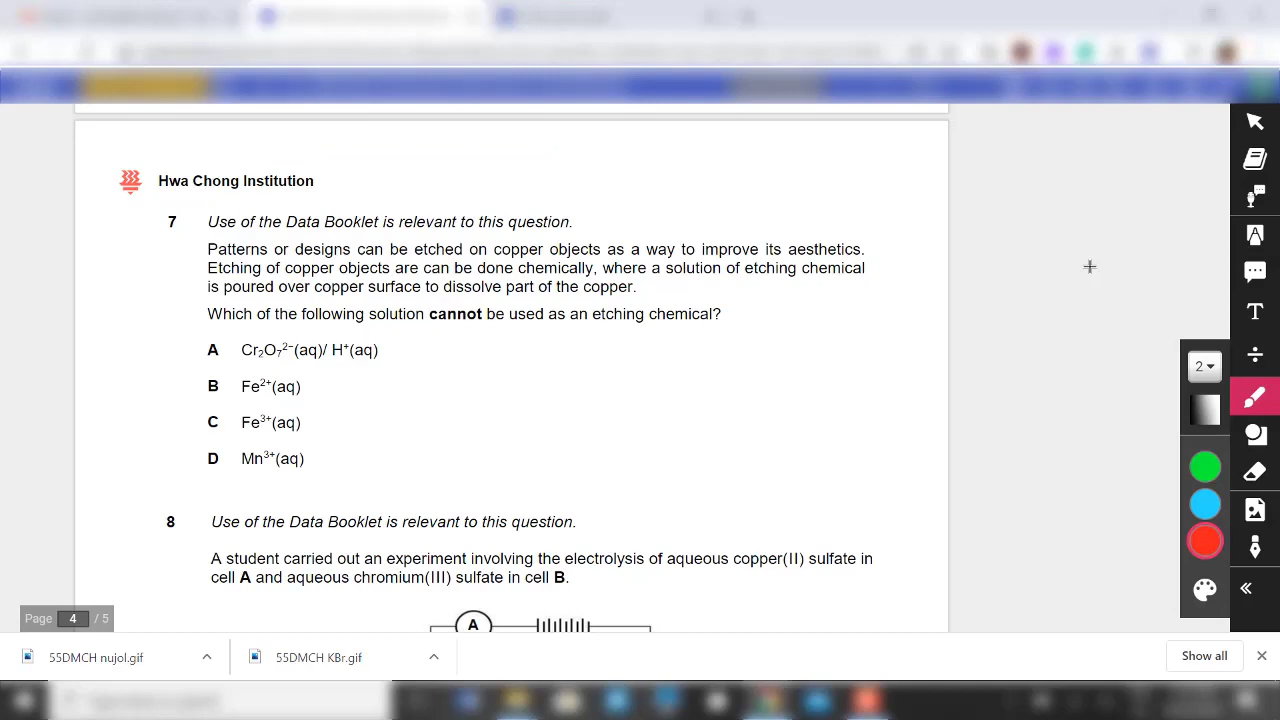 Hwa Chong Institution
7 Use of the Data Booklet is relevant to this question.
Patterns or designs can be etched on copper objects as a way to improve its aesthetics.
Etching of copper objects are can be done chemically, where a solution of etching chemical
is poured over copper surface to dissolve part of the copper.
Which of the following solution cannot be used as an etching chemical?
A Cr₂O₇²⁻(aq)/ H⁺(aq)
B Fe²⁺(aq)
C Fe³⁺(aq)
D Mn³⁺(aq)
2
8 Use of the Data Booklet is relevant to this question.
A student carried out an experiment involving the electrolysis of aqueous copper(II) sulfate in
cell A and aqueous chromium(III) sulfate in cell B.
A
Page 4 / 5
55DMCH nujol.gif
55DMCH KBr.gif
Show all